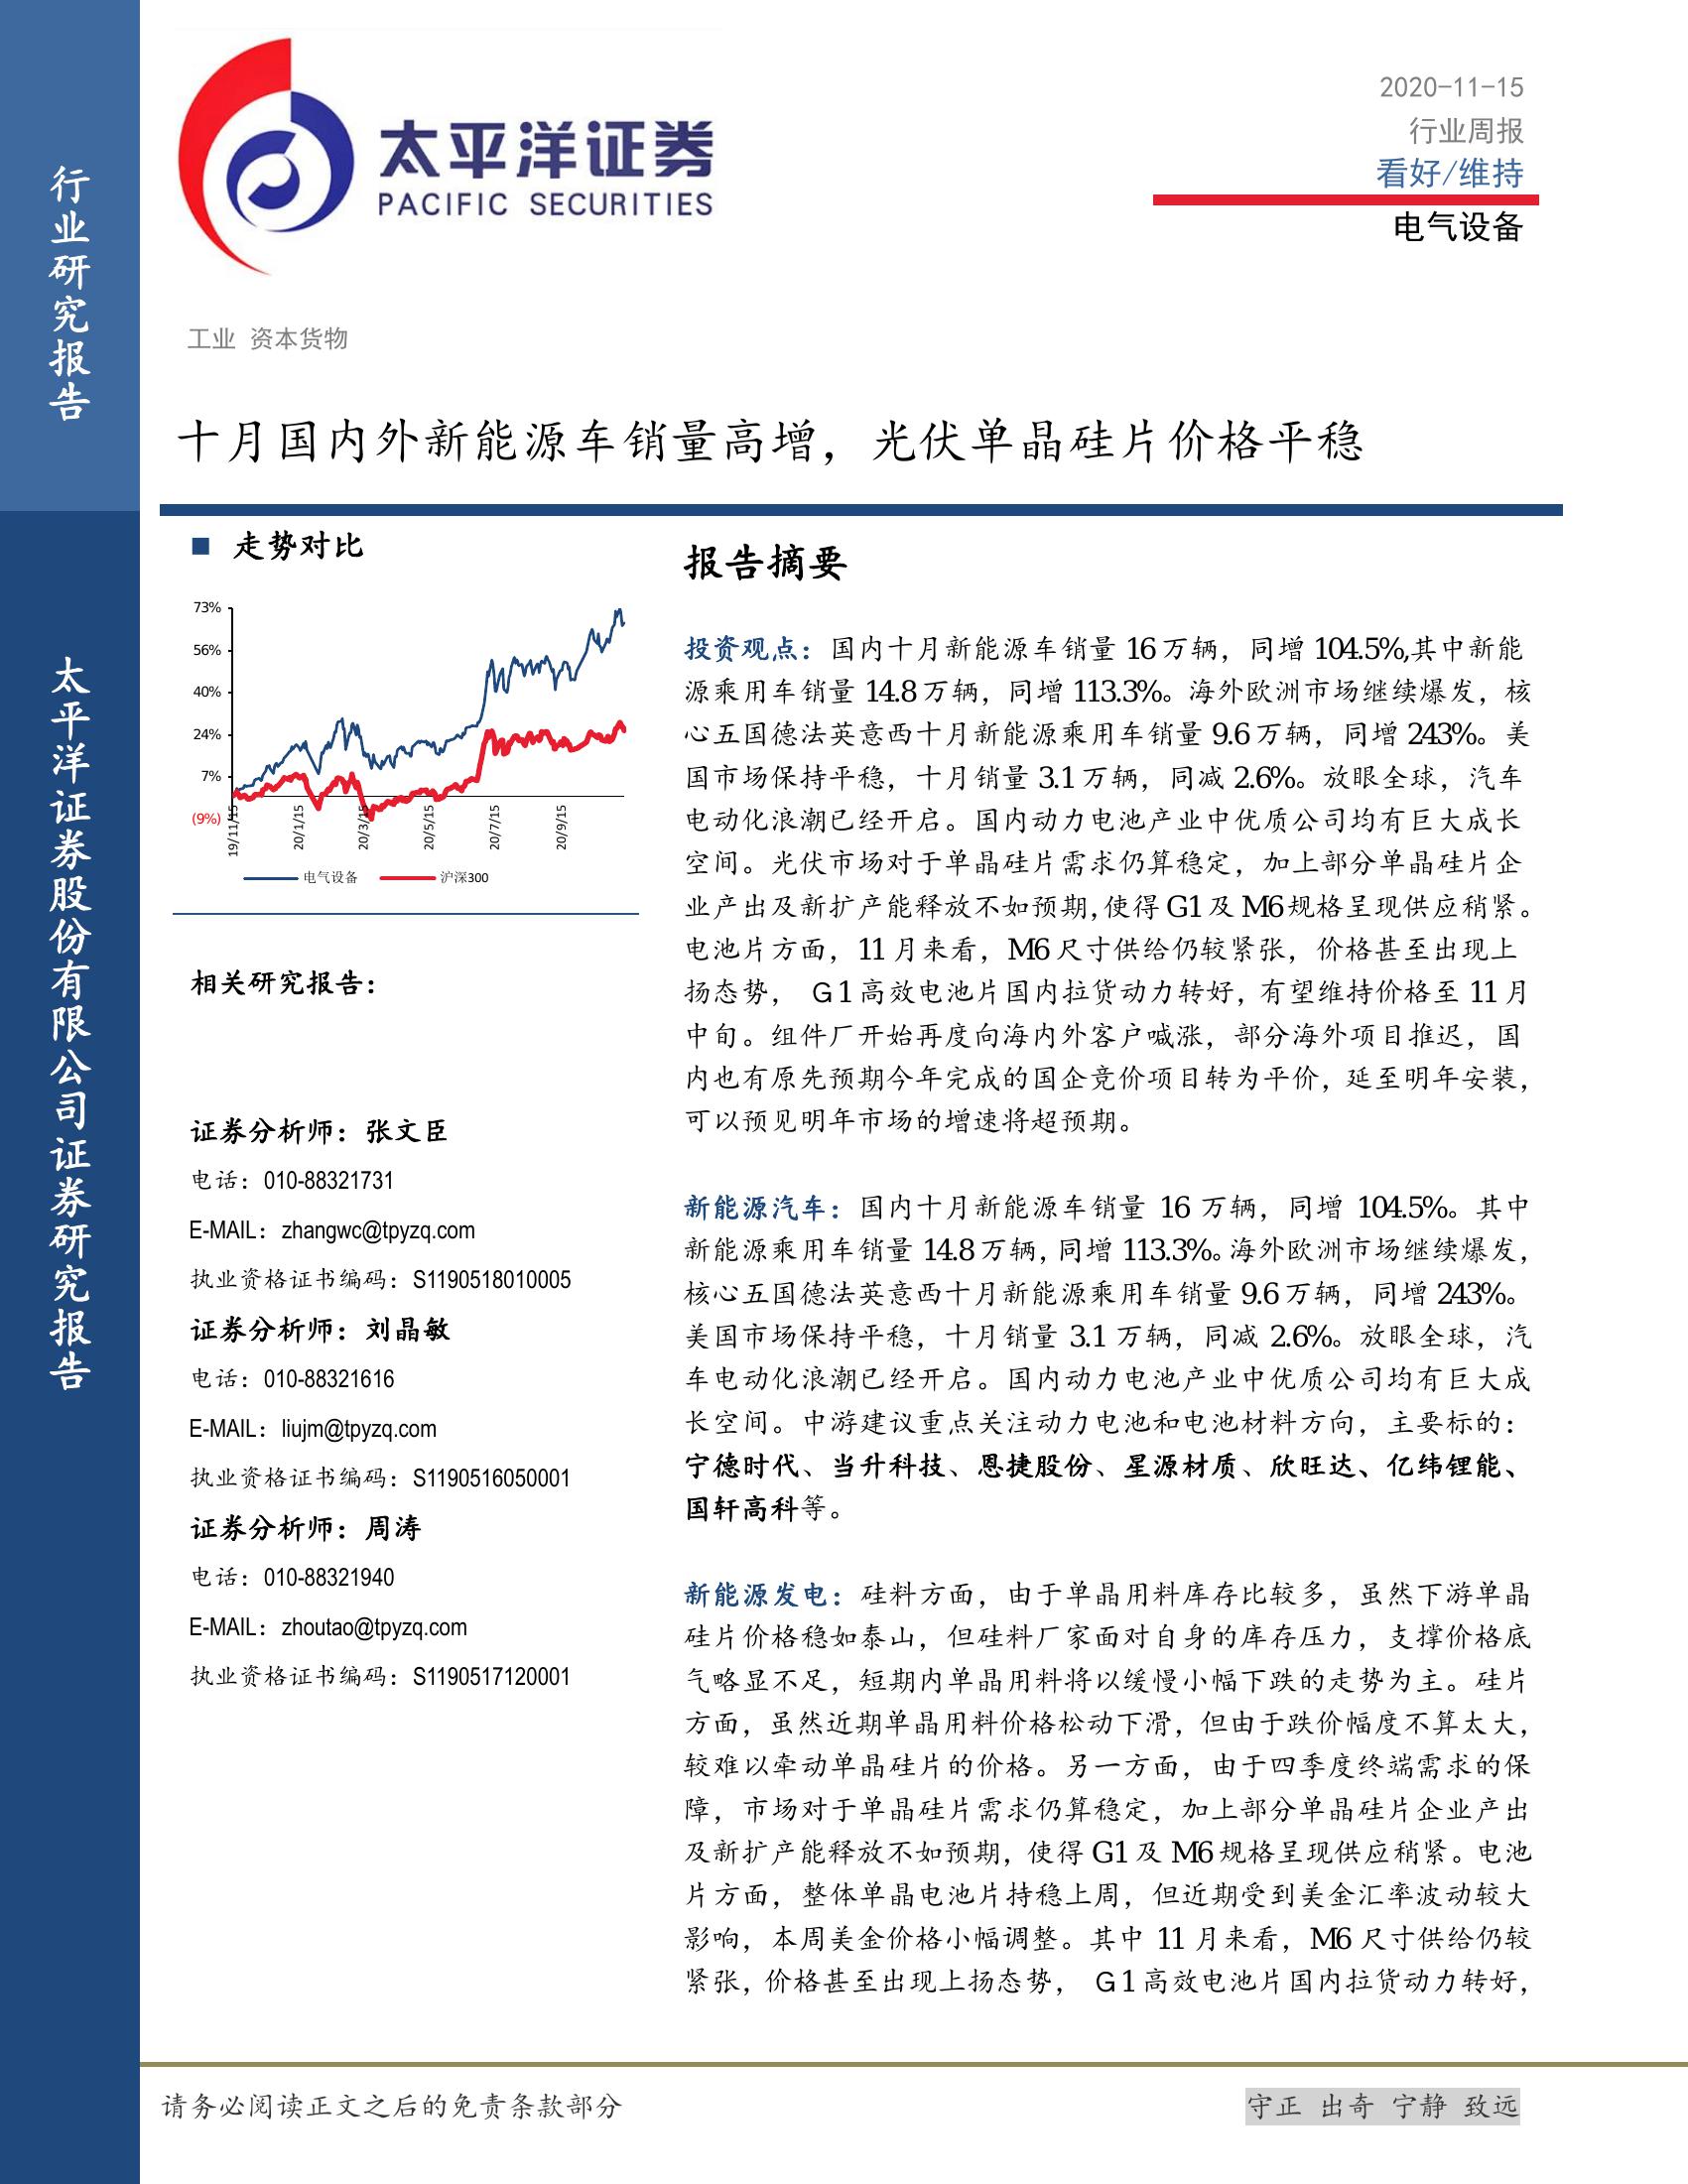 行业研究报告
太平洋证券股份有限公司证券研究报告
太平洋证券
PACIFIC SECURITIES
2020-11-15
行业周报
看好/维持
电气设备
工业 资本货物
十月国内外新能源车销量高增，光伏单晶硅片价格平稳
■ 走势对比
73%
56%
40%
24%
7%
(9%)
19/11/15
20/1/15
20/3/15
20/5/15
20/7/15
20/9/15
电气设备 沪深300
相关研究报告：
证券分析师：张文臣
电话：010-88321731
E-MAIL：zhangwc@tpyzq.com
执业资格证书编码：S1190518010005
证券分析师：刘晶敏
电话：010-88321616
E-MAIL：liujm@tpyzq.com
执业资格证书编码：S1190516050001
证券分析师：周涛
电话：010-88321940
E-MAIL：zhoutao@tpyzq.com
执业资格证书编码：S1190517120001
报告摘要
投资观点：国内十月新能源车销量 16 万辆，同增 104.5%,其中新能
源乘用车销量 14.8 万辆，同增 113.3%。海外欧洲市场继续爆发，核
心五国德法英意西十月新能源乘用车销量 9.6 万辆，同增 243%。美
国市场保持平稳，十月销量 3.1 万辆，同减 2.6%。放眼全球，汽车
电动化浪潮已经开启。国内动力电池产业中优质公司均有巨大成长
空间。光伏市场对于单晶硅片需求仍算稳定，加上部分单晶硅片企
业产出及新扩产能释放不如预期,使得 G1 及 M6 规格呈现供应稍紧。
电池片方面，11 月来看，M6 尺寸供给仍较紧张，价格甚至出现上
扬态势， G1 高效电池片国内拉货动力转好，有望维持价格至 11 月
中旬。组件厂开始再度向海内外客户喊涨，部分海外项目推迟，国
内也有原先预期今年完成的国企竞价项目转为平价，延至明年安装，
可以预见明年市场的增速将超预期。
新能源汽车：国内十月新能源车销量 16 万辆，同增 104.5%。其中
新能源乘用车销量 14.8 万辆，同增 113.3%。海外欧洲市场继续爆发，
核心五国德法英意西十月新能源乘用车销量 9.6 万辆，同增 243%。
美国市场保持平稳，十月销量 3.1 万辆，同减 2.6%。放眼全球，汽
车电动化浪潮已经开启。国内动力电池产业中优质公司均有巨大成
长空间。中游建议重点关注动力电池和电池材料方向，主要标的：
宁德时代、当升科技、恩捷股份、星源材质、欣旺达、亿纬锂能、
国轩高科等。
新能源发电：硅料方面，由于单晶用料库存比较多，虽然下游单晶
硅片价格稳如泰山，但硅料厂家面对自身的库存压力，支撑价格底
气略显不足，短期内单晶用料将以缓慢小幅下跌的走势为主。硅片
方面，虽然近期单晶用料价格松动下滑，但由于跌价幅度不算太大，
较难以牵动单晶硅片的价格。另一方面，由于四季度终端需求的保
障，市场对于单晶硅片需求仍算稳定，加上部分单晶硅片企业产出
及新扩产能释放不如预期，使得 G1 及 M6 规格呈现供应稍紧。电池
片方面，整体单晶电池片持稳上周，但近期受到美金汇率波动较大
影响，本周美金价格小幅调整。其中 11 月来看，M6 尺寸供给仍较
紧张，价格甚至出现上扬态势， G1 高效电池片国内拉货动力转好，
请务必阅读正文之后的免责条款部分
守正 出奇 宁静 致远